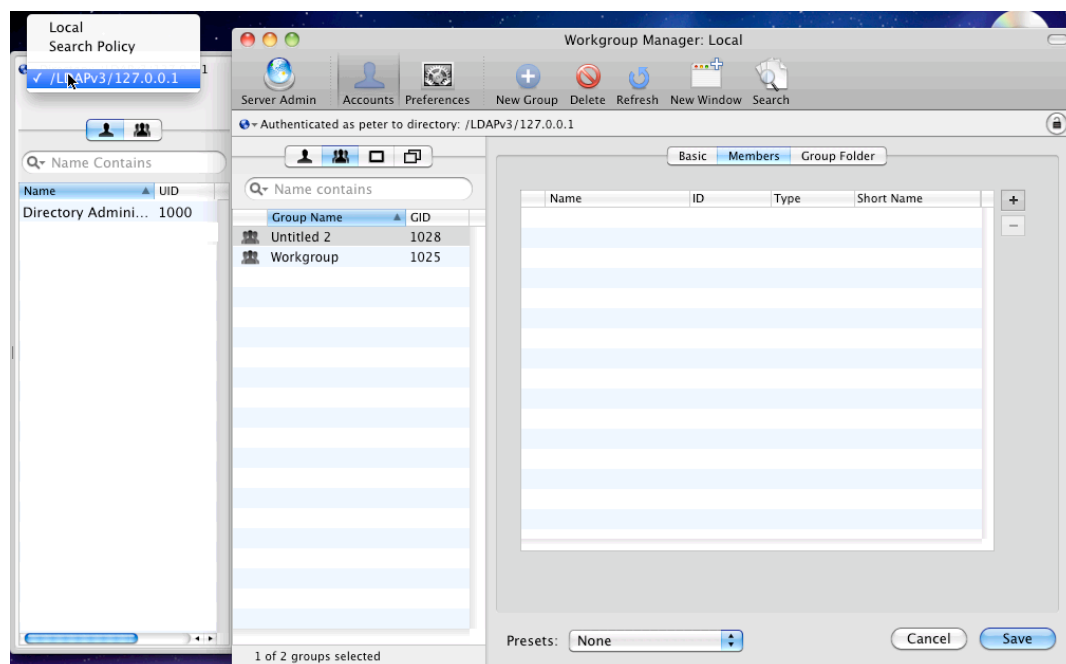 Local
Search Policy
✓ /LDAPv3/127.0.0.1
1
Name Contains
Name UID
Directory Admini... 1000
Workgroup Manager: Local
Server Admin Accounts Preferences New Group Delete Refresh New Window Search
Authenticated as peter to directory: /LDAPv3/127.0.0.1
Name contains
Group Name GID
Untitled 2 1028
Workgroup 1025
1 of 2 groups selected
Basic Members Group Folder
Name ID Type Short Name
Presets: None
Cancel Save